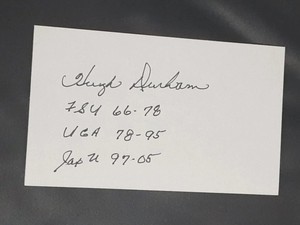 Hugh Durham
FSU 66-78
UGA 78-95
Jax U 97-05